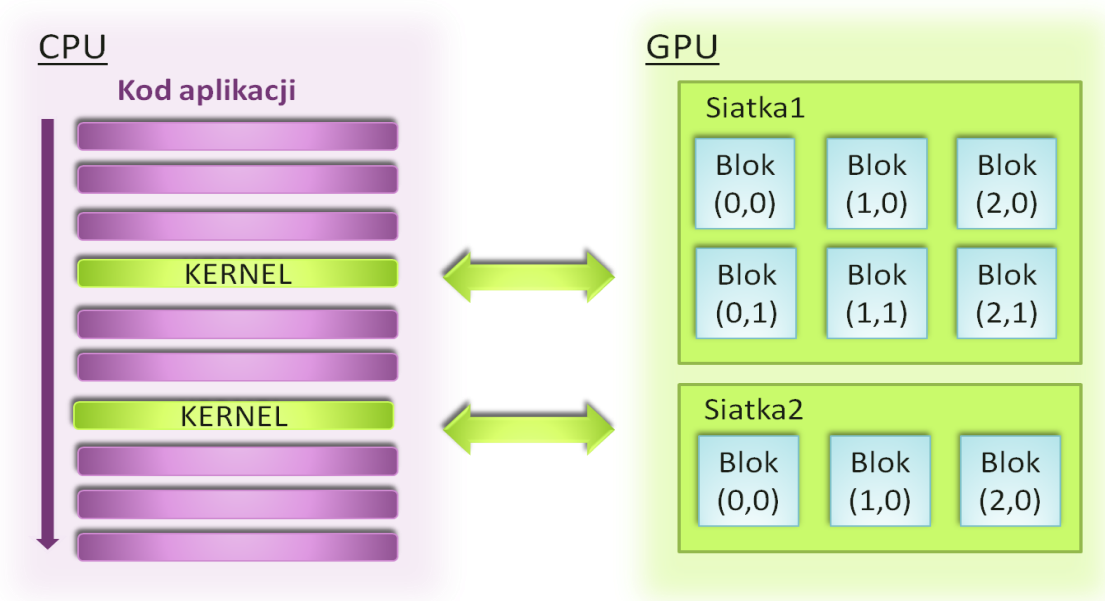 CPU
Kod aplikacji
KERNEL
KERNEL
GPU
Siatka1
Blok
(0,0)
Blok
(1,0)
Blok
(2,0)
Blok
(0,1)
Blok
(1,1)
Blok
(2,1)
Siatka2
Blok
(0,0)
Blok
(1,0)
Blok
(2,0)